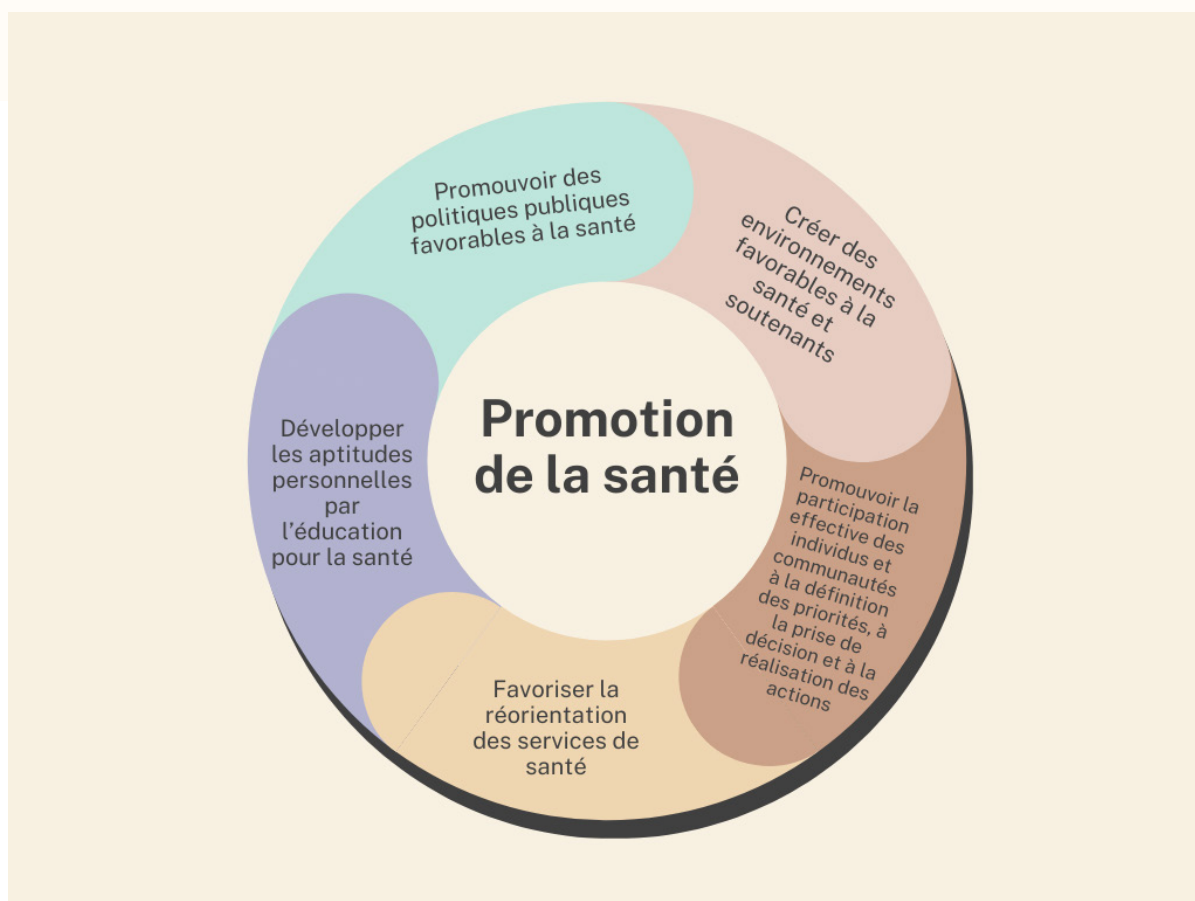 Promouvoir des
politiques publiques
favorables à la santé
Créer des
environnements
favorables à la
santé et
soutenants
Promouvoir la
participation
effective des
individus et
communautés
à la définition
des priorités, à
la prise de
décision et à la
réalisation des
actions
Favoriser la
réorientation
des services de
santé
Développer
les aptitudes
personnelles
par
l'éducation
pour la santé
Promotion
de la santé